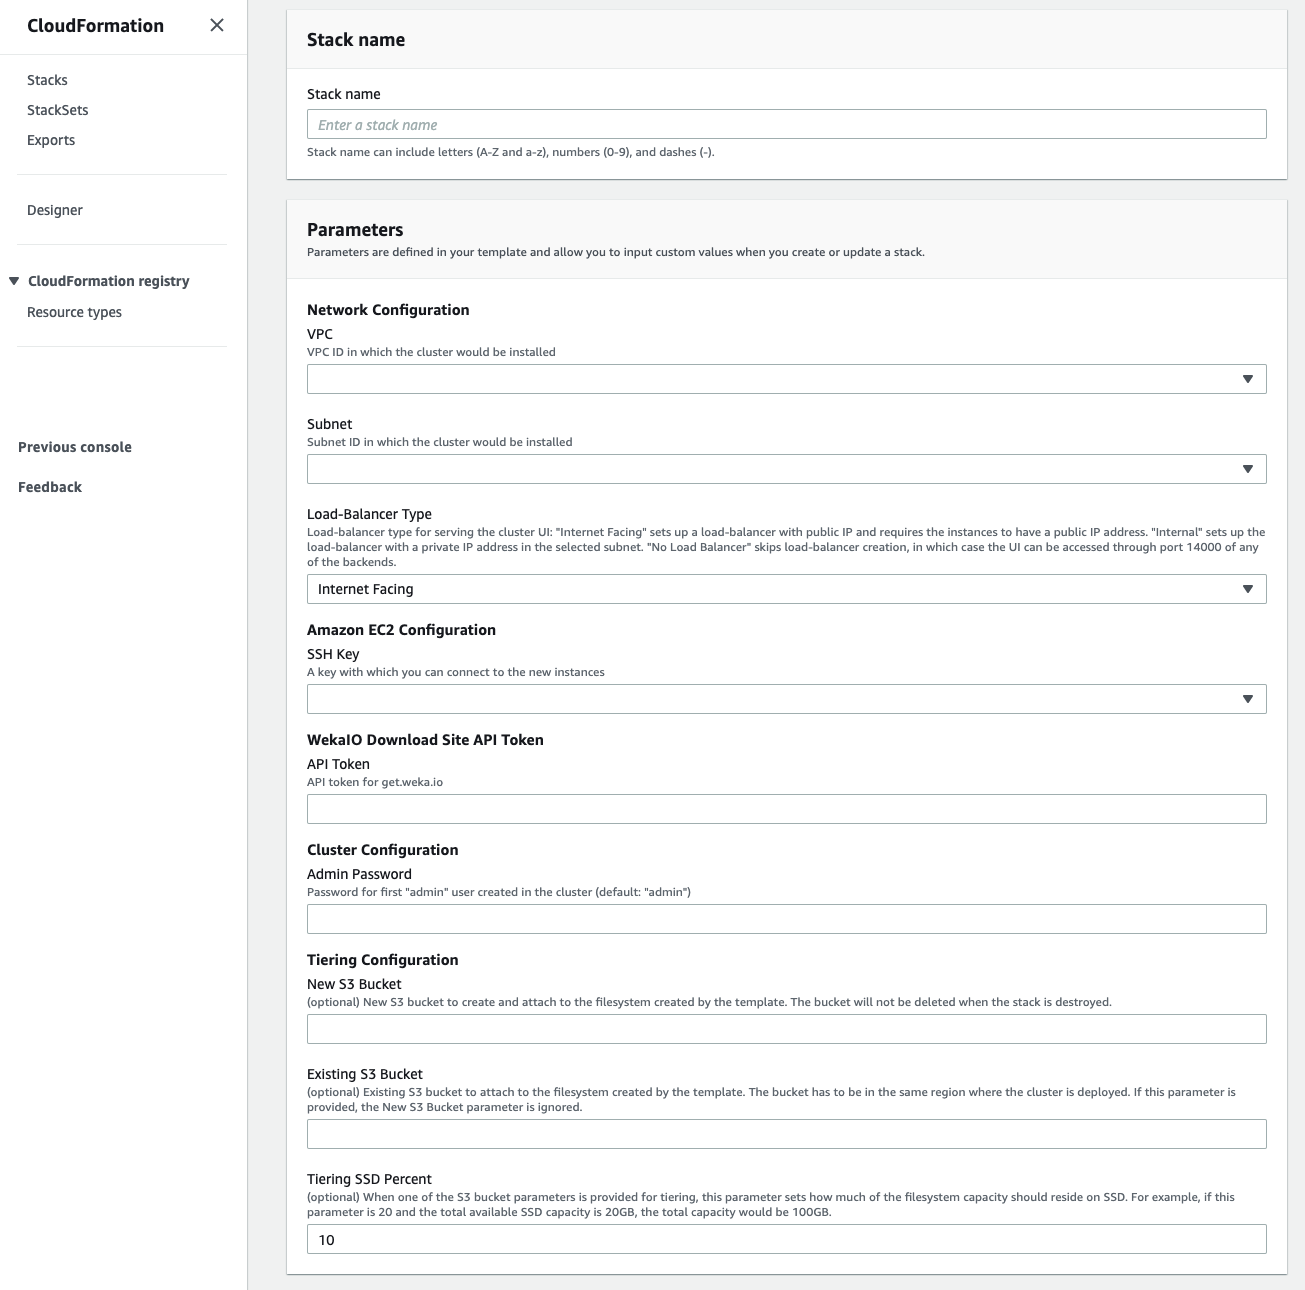 CloudFormation
Stacks
StackSets
Exports
Designer
CloudFormation registry
Resource types
Previous console
Feedback
Stack name
Stack name
Enter a stack name
Stack name can include letters (A-Z and a-z), numbers (0-9), and dashes (-).
Parameters
Parameters are defined in your template and allow you to input custom values when you create or update a stack.
Network Configuration
VPC
VPC ID in which the cluster would be installed
Subnet
Subnet ID in which the cluster would be installed
Load-Balancer Type
Load-balancer type for serving the cluster UI: "Internet Facing" sets up a load-balancer with public IP and requires the instances to have a public IP address. "Internal" sets up the
load-balancer with a private IP address in the selected subnet. "No Load Balancer" skips load-balancer creation, in which case the UI can be accessed through port 14000 of any
of the backends.
Internet Facing
Amazon EC2 Configuration
SSH Key
A key with which you can connect to the new instances
WekaIO Download Site API Token
API Token
API token for get.weka.io
Cluster Configuration
Admin Password
Password for first "admin" user created in the cluster (default: "admin")
Tiering Configuration
New S3 Bucket
(optional) New S3 bucket to create and attach to the filesystem created by the template. The bucket will not be deleted when the stack is destroyed.
Existing S3 Bucket
(optional) Existing S3 bucket to attach to the filesystem created by the template. The bucket has to be in the same region where the cluster is deployed. If this parameter is
provided, the New S3 Bucket parameter is ignored.
Tiering SSD Percent
(optional) When one of the S3 bucket parameters is provided for tiering, this parameter sets how much of the filesystem capacity should reside on SSD. For example, if this
parameter is 20 and the total available SSD capacity is 20GB, the total capacity would be 100GB.
10